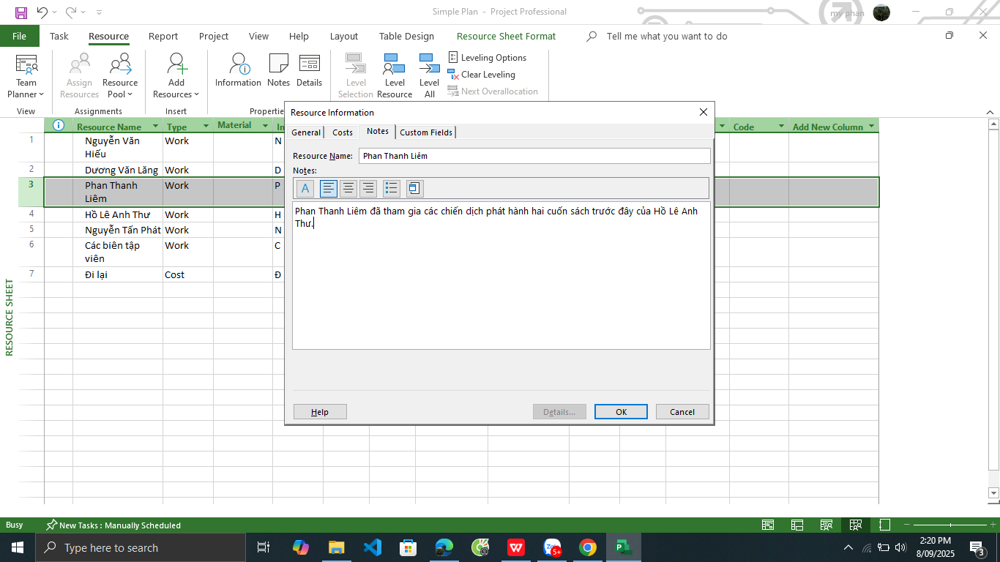 Simple Plan - Project Professional
my phan
File Task Resource Report Project View Help Layout Table Design Resource Sheet Format Tell me what you want to do
Team Planner
Assign Resources
Resource Pool
Add Resources
Information
Notes
Details
Level Selection
Level Resource
Level All
Leveling Options
Clear Leveling
Next Overallocation
View Assignments Insert Propertie
Resource Name Type Material In Code Add New Column
1 Nguyễn Văn Hiếu Work N
2 Dương Văn Lăng Work D
3 Phan Thanh Liêm Work P
4 Hồ Lê Anh Thư Work H
5 Nguyễn Tấn Phát Work N
6 Các biên tập viên Work C
7 Đi lại Cost Đ
RESOURCE SHEET
Resource Information
General Costs Notes Custom Fields
Resource Name: Phan Thanh Liêm
Notes:
A
Phan Thanh Liêm đã tham gia các chiến dịch phát hành hai cuốn sách trước đây của Hồ Lê Anh
Thư.
Help Details... OK Cancel
Busy New Tasks : Manually Scheduled
Type here to search
Zalo
5+
2:20 PM
8/09/2025
3